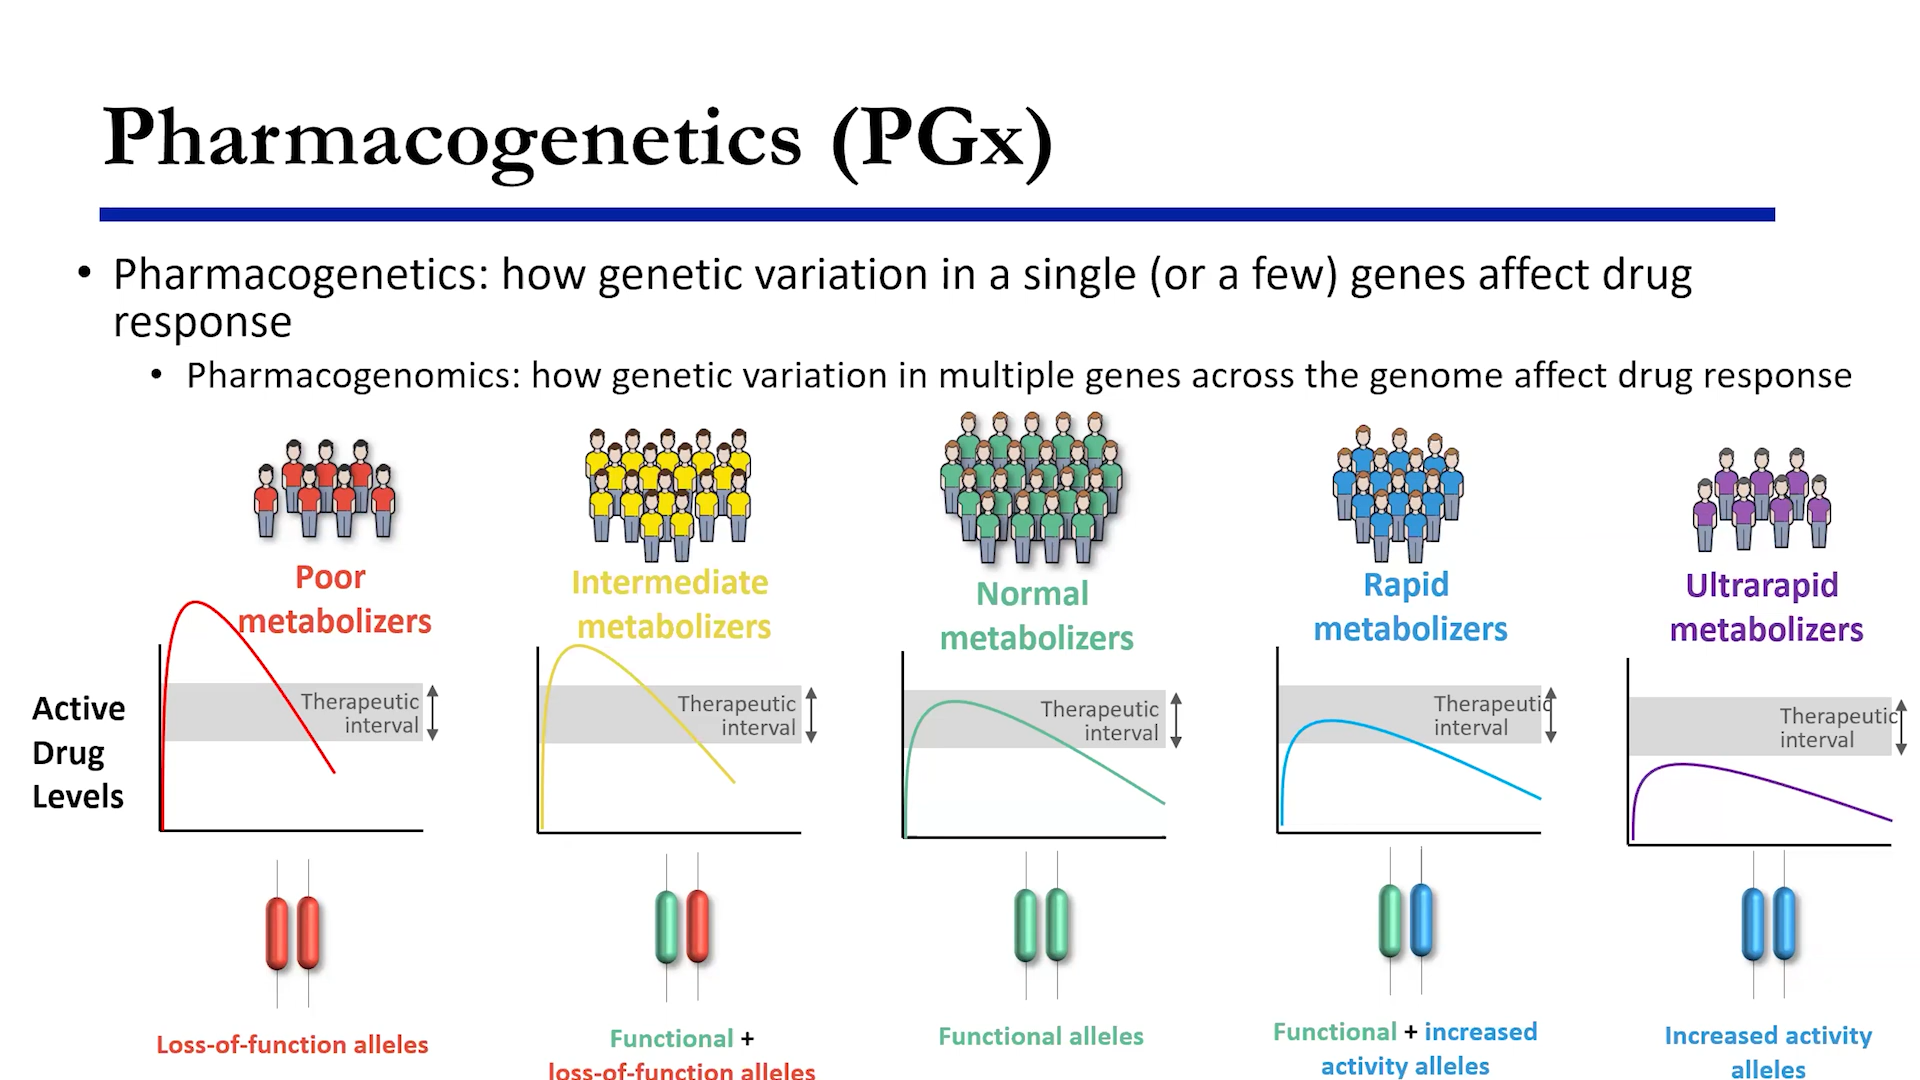 Pharmacogenetics (PGx)
• Pharmacogenetics: how genetic variation in a single (or a few) genes affect drug
response
• Pharmacogenomics: how genetic variation in multiple genes across the genome affect drug response
Poor
metabolizers
Intermediate
metabolizers
Normal
metabolizers
Rapid
metabolizers
Ultrarapid
metabolizers
Active
Drug
Levels
Therapeutic
interval
Therapeutic
interval
Therapeutic
interval
Therapeutic
interval
Therapeutic
interval
Loss-of-function alleles
Functional +
loss-of-function alleles
Functional alleles
Functional + increased
activity alleles
Increased activity
alleles